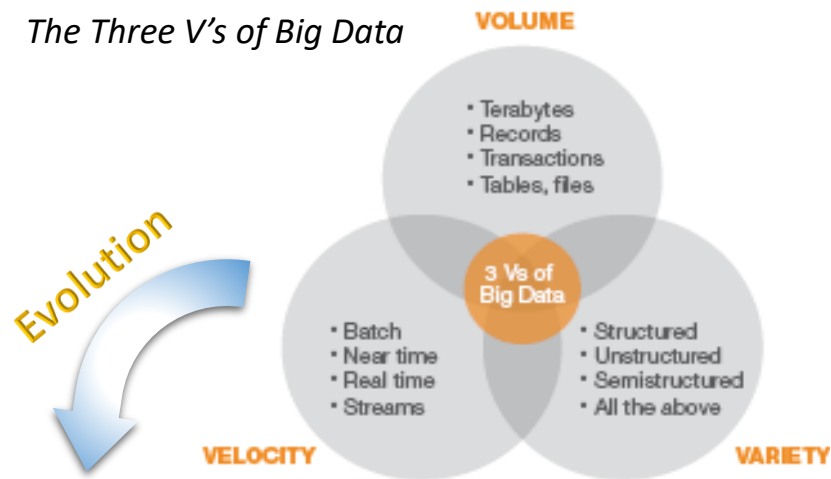 The Three V’s of Big Data
VOLUME
• Terabytes
• Records
• Transactions
• Tables, files
Evolution
3 Vs of
Big Data
• Batch
• Near time
• Real time
• Streams
• Structured
• Unstructured
• Semistructured
• All the above
VELOCITY
VARIETY